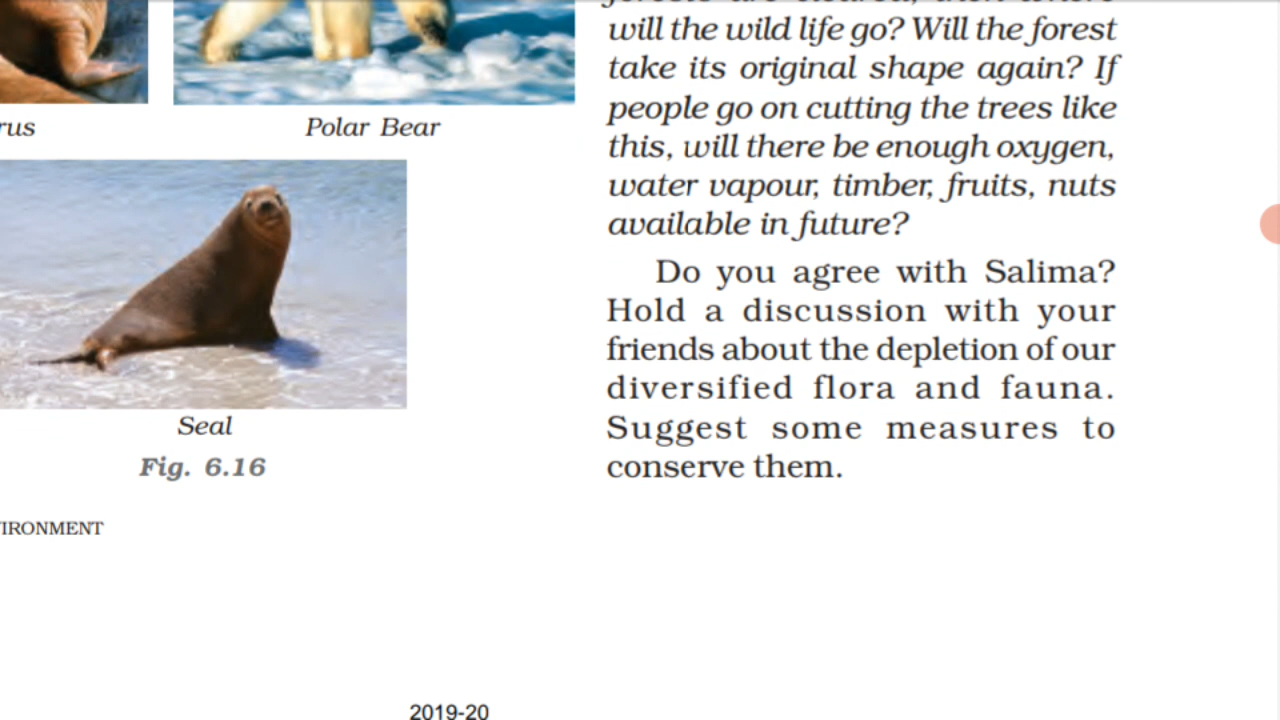 rus
Polar Bear
Seal
Fig. 6.16
will the wild life go? Will the forest
take its original shape again? If
people go on cutting the trees like
this, will there be enough oxygen,
water vapour, timber, fruits, nuts
available in future?
Do you agree with Salima?
Hold a discussion with your
friends about the depletion of our
diversified flora and fauna.
Suggest some measures to
conserve them.
IRONMENT
2019-20